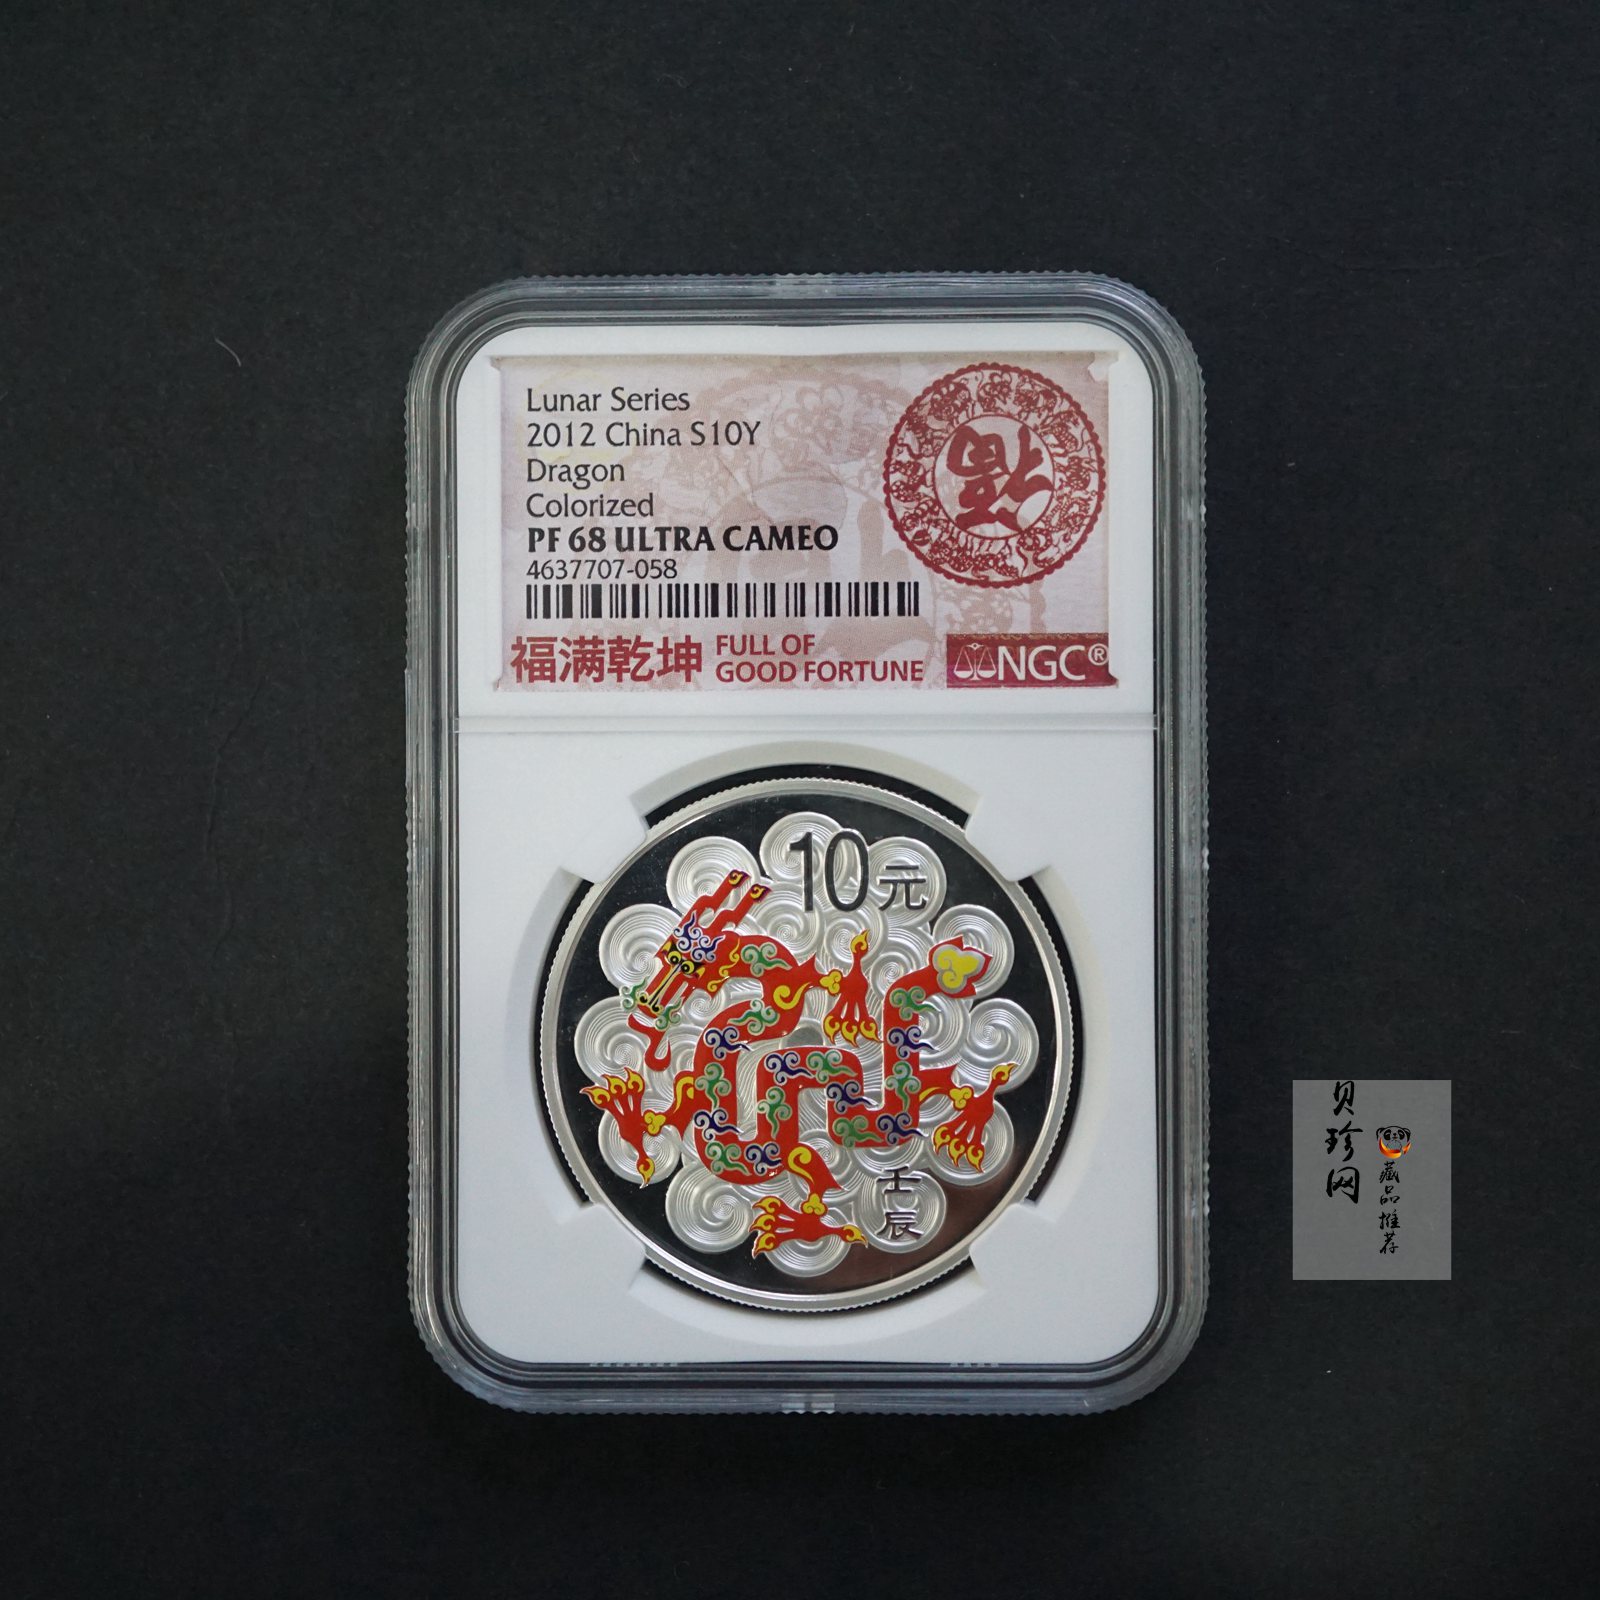 Lunar Series
2012 China S10Y
Dragon
Colorized
PF 68 ULTRA CAMEO
4637707-058
福
福满乾坤
FULL OF
GOOD FORTUNE
NGC®
10元
壬辰
贝珍网
藏品推荐